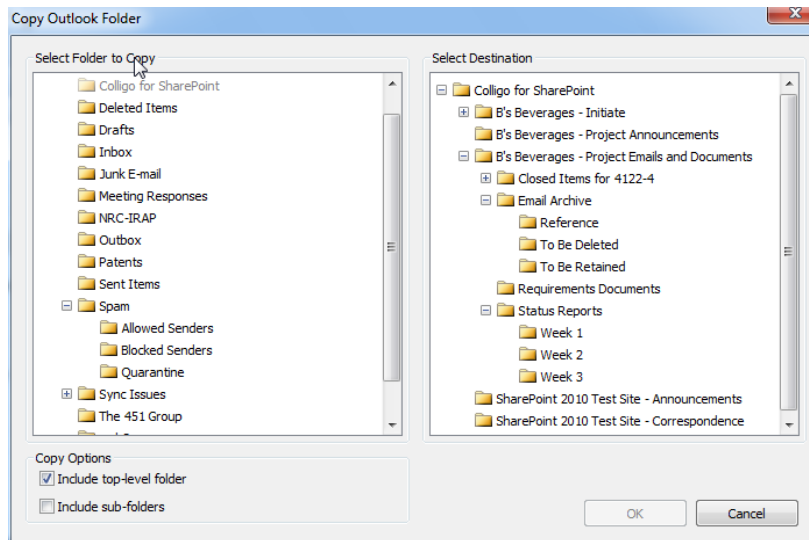 Copy Outlook Folder
Select Folder to Copy
Colligo for SharePoint
Deleted Items
Drafts
Inbox
Junk E-mail
Meeting Responses
NRC-IRAP
Outbox
Patents
Sent Items
Spam
Allowed Senders
Blocked Senders
Quarantine
Sync Issues
The 451 Group
Select Destination
Colligo for SharePoint
B's Beverages - Initiate
B's Beverages - Project Announcements
B's Beverages - Project Emails and Documents
Closed Items for 4122-4
Email Archive
Reference
To Be Deleted
To Be Retained
Requirements Documents
Status Reports
Week 1
Week 2
Week 3
SharePoint 2010 Test Site - Announcements
SharePoint 2010 Test Site - Correspondence
Copy Options
Include top-level folder
Include sub-folders
OK
Cancel